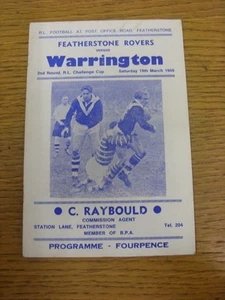 R.L. FOOTBALL AT POST OFFICE ROAD, FEATHERSTONE
FEATHERSTONE ROVERS
versus
Warrington
2nd Round, R.L. Challenge Cup Saturday 19th March 1966
C. RAYBOULD
COMMISSION AGENT
STATION LANE, FEATHERSTONE Tel. 204
MEMBER OF B.P.A.
PROGRAMME - FOURPENCE